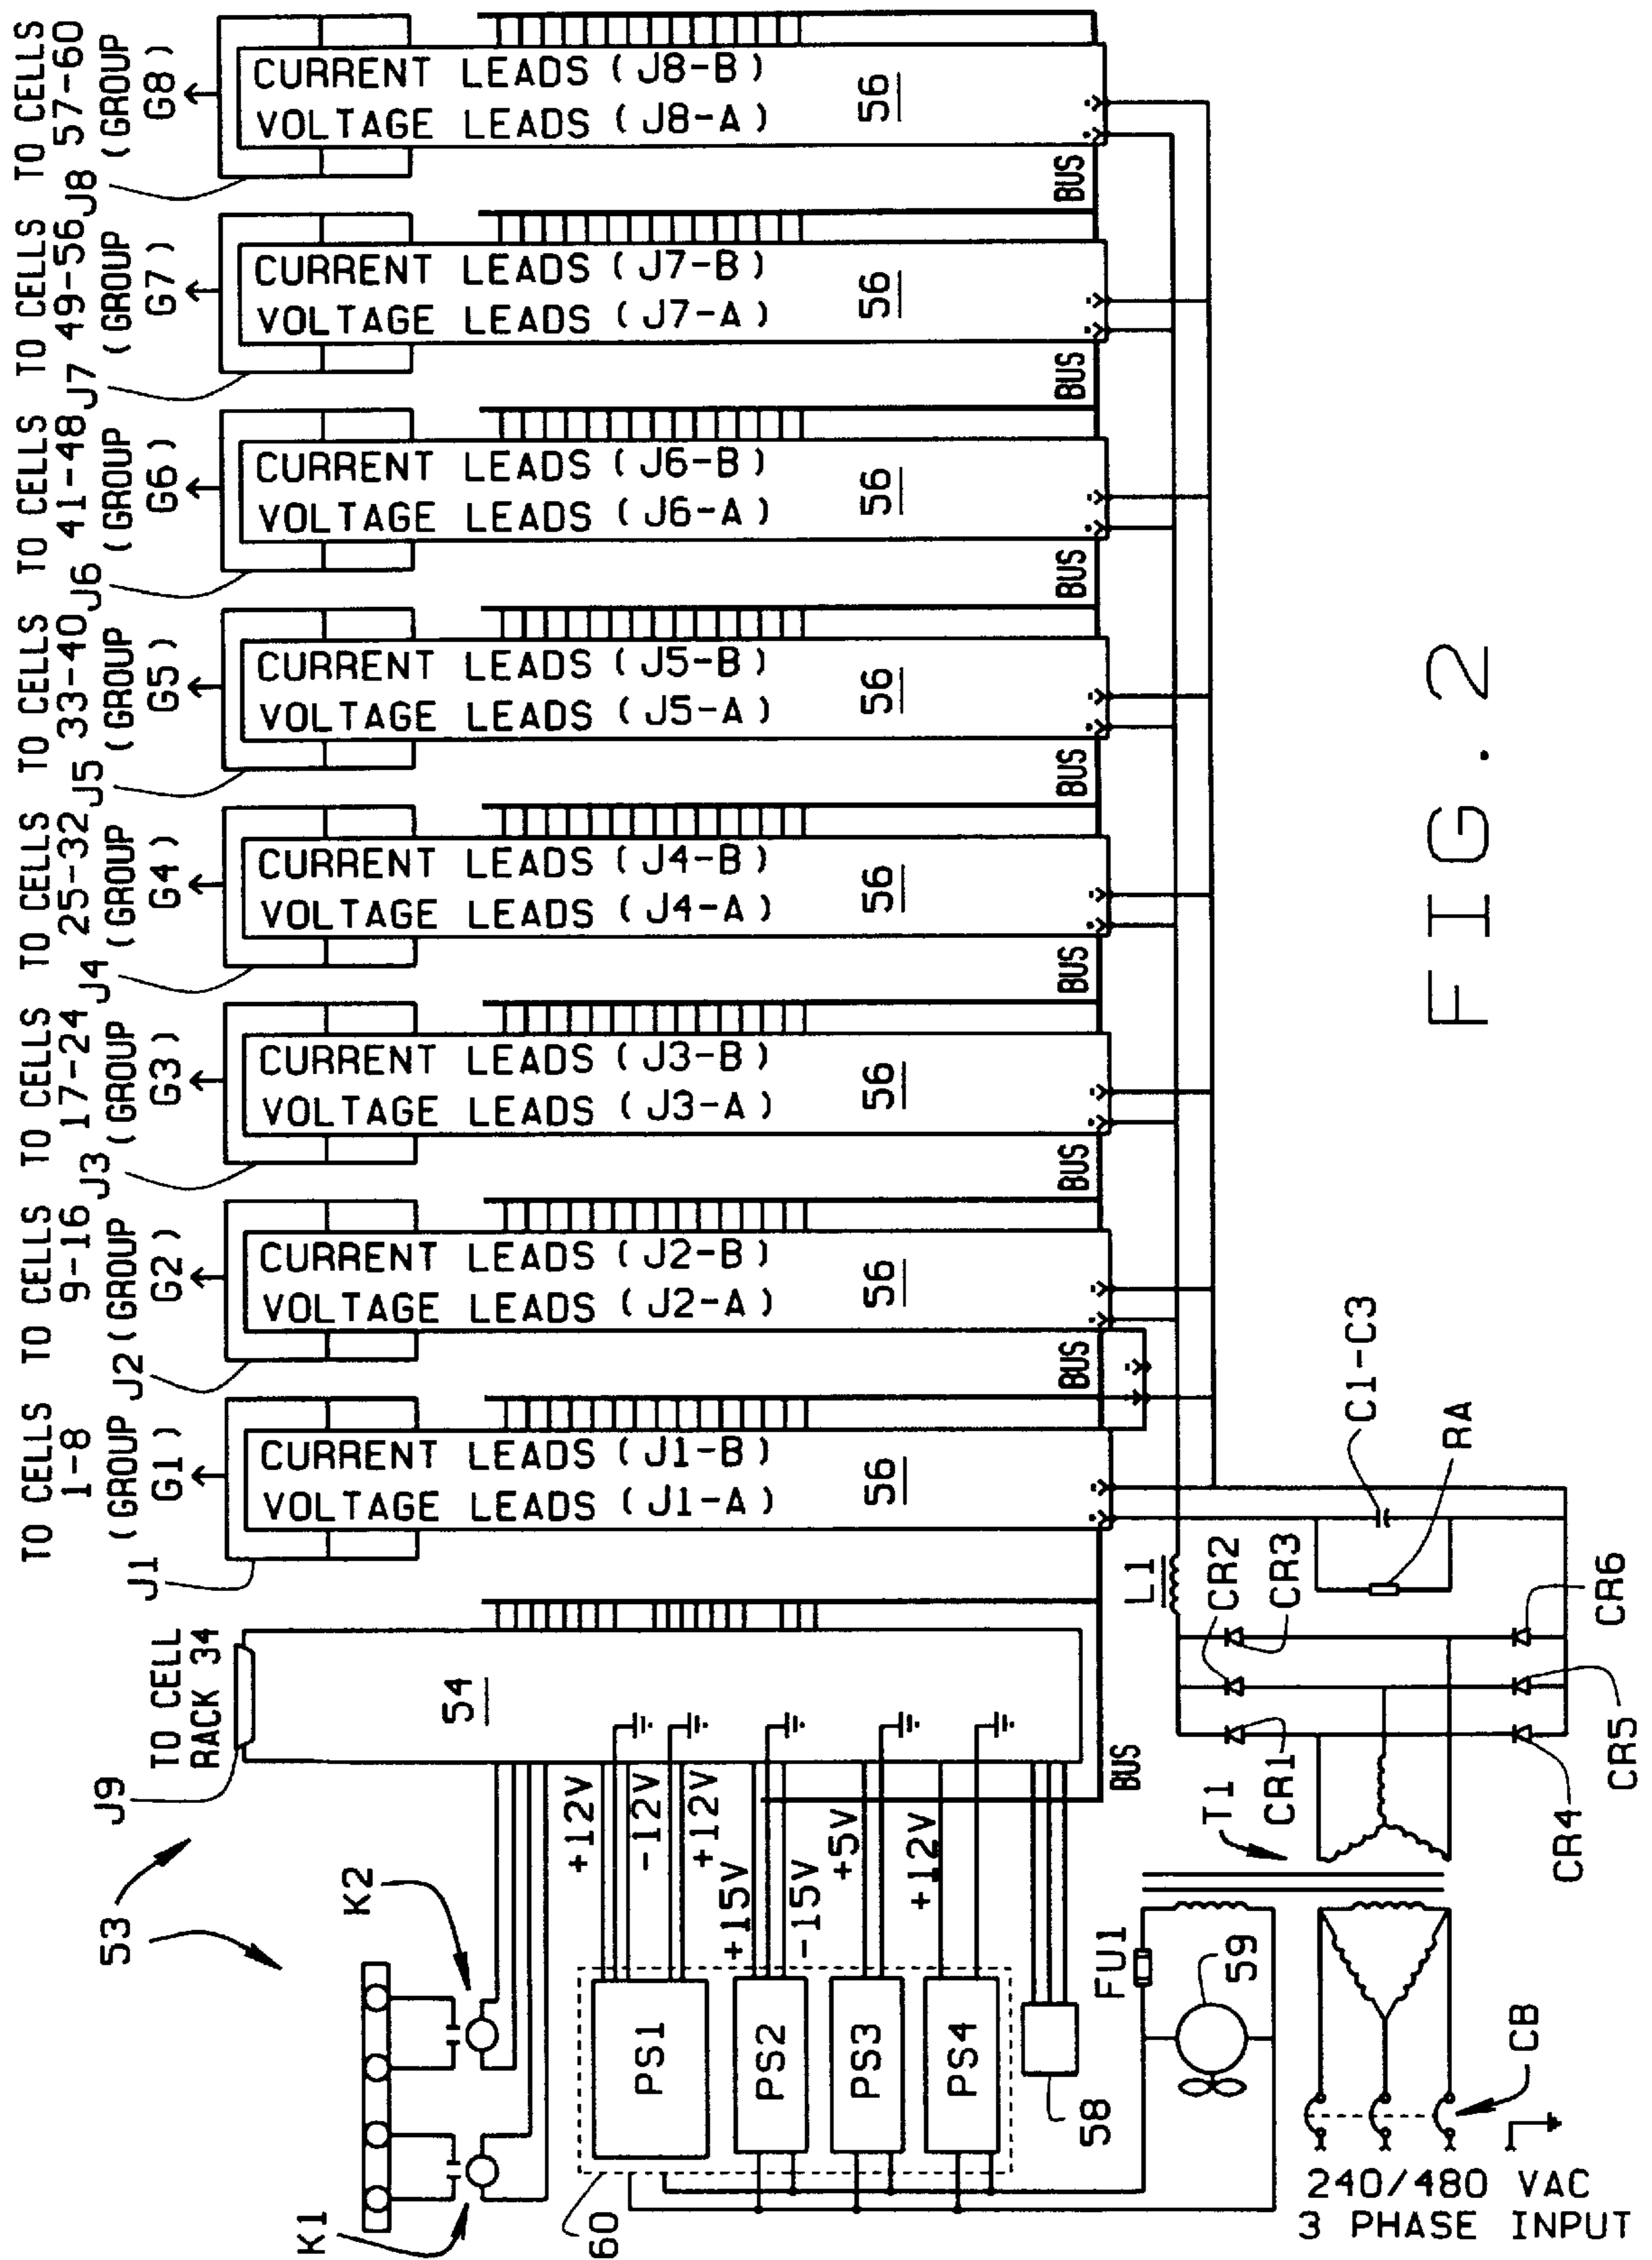 TO CELLS
1-8
(GROUP
G1)
TO CELLS
9-16
(GROUP
G2)
TO CELLS
17-24
(GROUP
G3)
TO CELLS
25-32
(GROUP
G4)
TO CELLS
33-40
(GROUP
G5)
TO CELLS
41-48
(GROUP
G6)
TO CELLS
49-56
(GROUP
G7)
TO CELLS
57-60
(GROUP
G8)
J1
J2
J3
J4
J5
J6
J7
J8
J9
TO CELL
RACK 34
53
K1
K2
54
CURRENT LEADS (J1-B)
VOLTAGE LEADS (J1-A)
56
CURRENT LEADS (J2-B)
VOLTAGE LEADS (J2-A)
56
CURRENT LEADS (J3-B)
VOLTAGE LEADS (J3-A)
56
CURRENT LEADS (J4-B)
VOLTAGE LEADS (J4-A)
56
CURRENT LEADS (J5-B)
VOLTAGE LEADS (J5-A)
56
CURRENT LEADS (J6-B)
VOLTAGE LEADS (J6-A)
56
CURRENT LEADS (J7-B)
VOLTAGE LEADS (J7-A)
56
CURRENT LEADS (J8-B)
VOLTAGE LEADS (J8-A)
56
BUS
BUS
BUS
BUS
BUS
BUS
BUS
BUS
+12V
-12V
+12V
+15V
-15V
+5V
+12V
PS1
PS2
PS3
PS4
60
58
FU1
59
T1
L1
CR1
CR2
CR3
CR4
CR5
CR6
C1-C3
RA
CB
240/480 VAC
3 PHASE INPUT
FIG.2